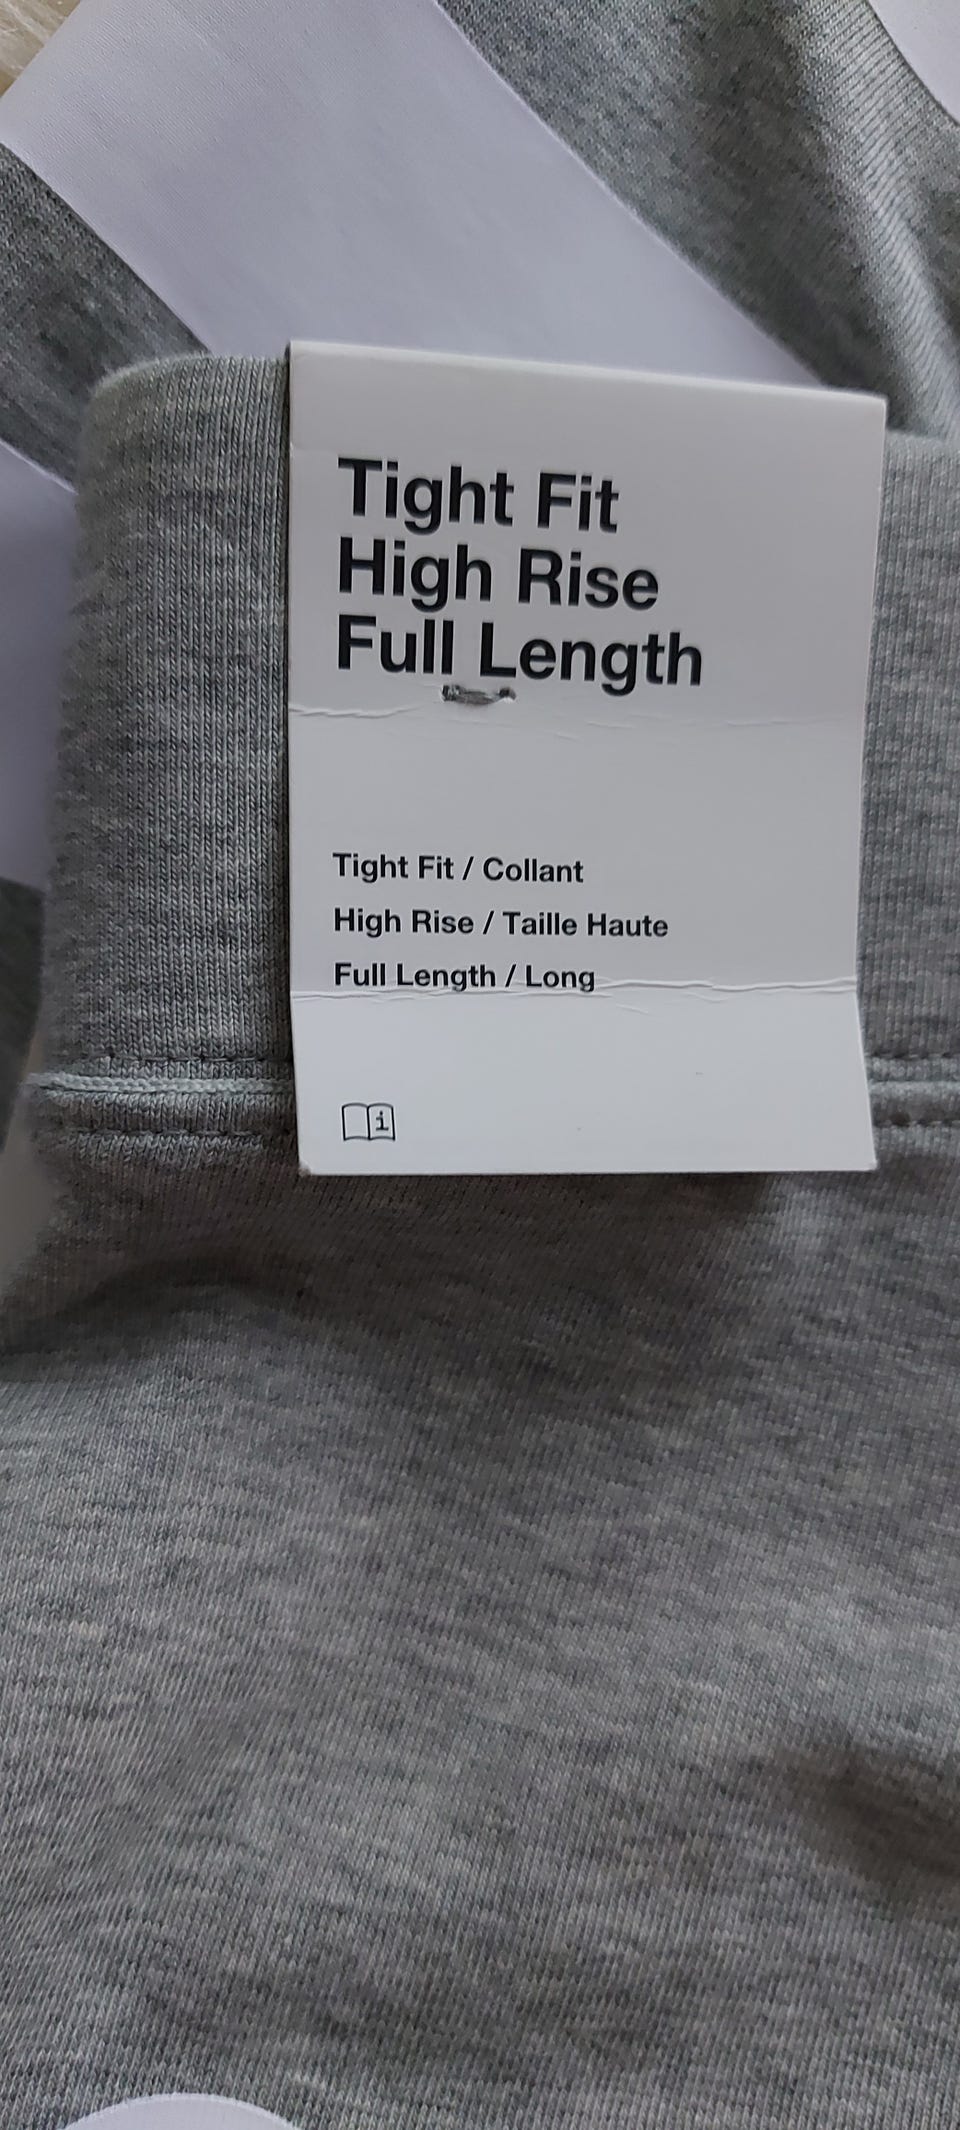 Tight Fit
High Rise
Full Length
Tight Fit / Collant
High Rise / Taille Haute
Full Length / Long
i